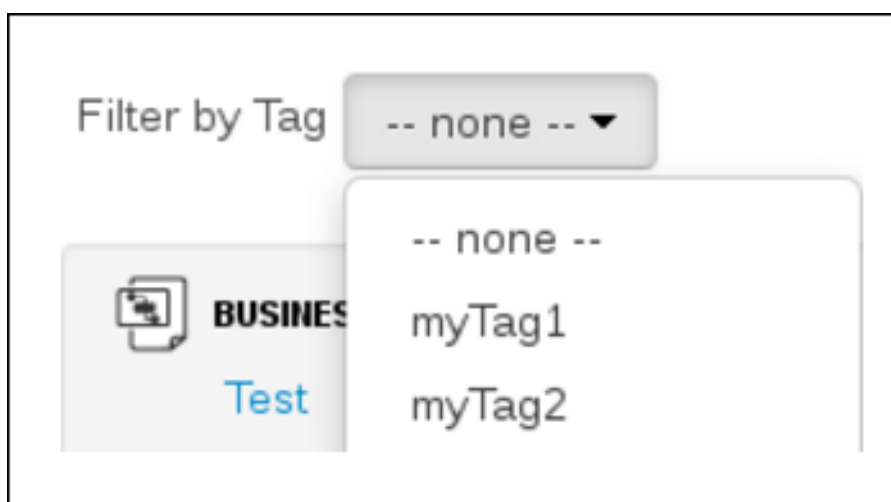 Filter by Tag -- none --
-- none --
myTag1
BUSINES
myTag2
Test